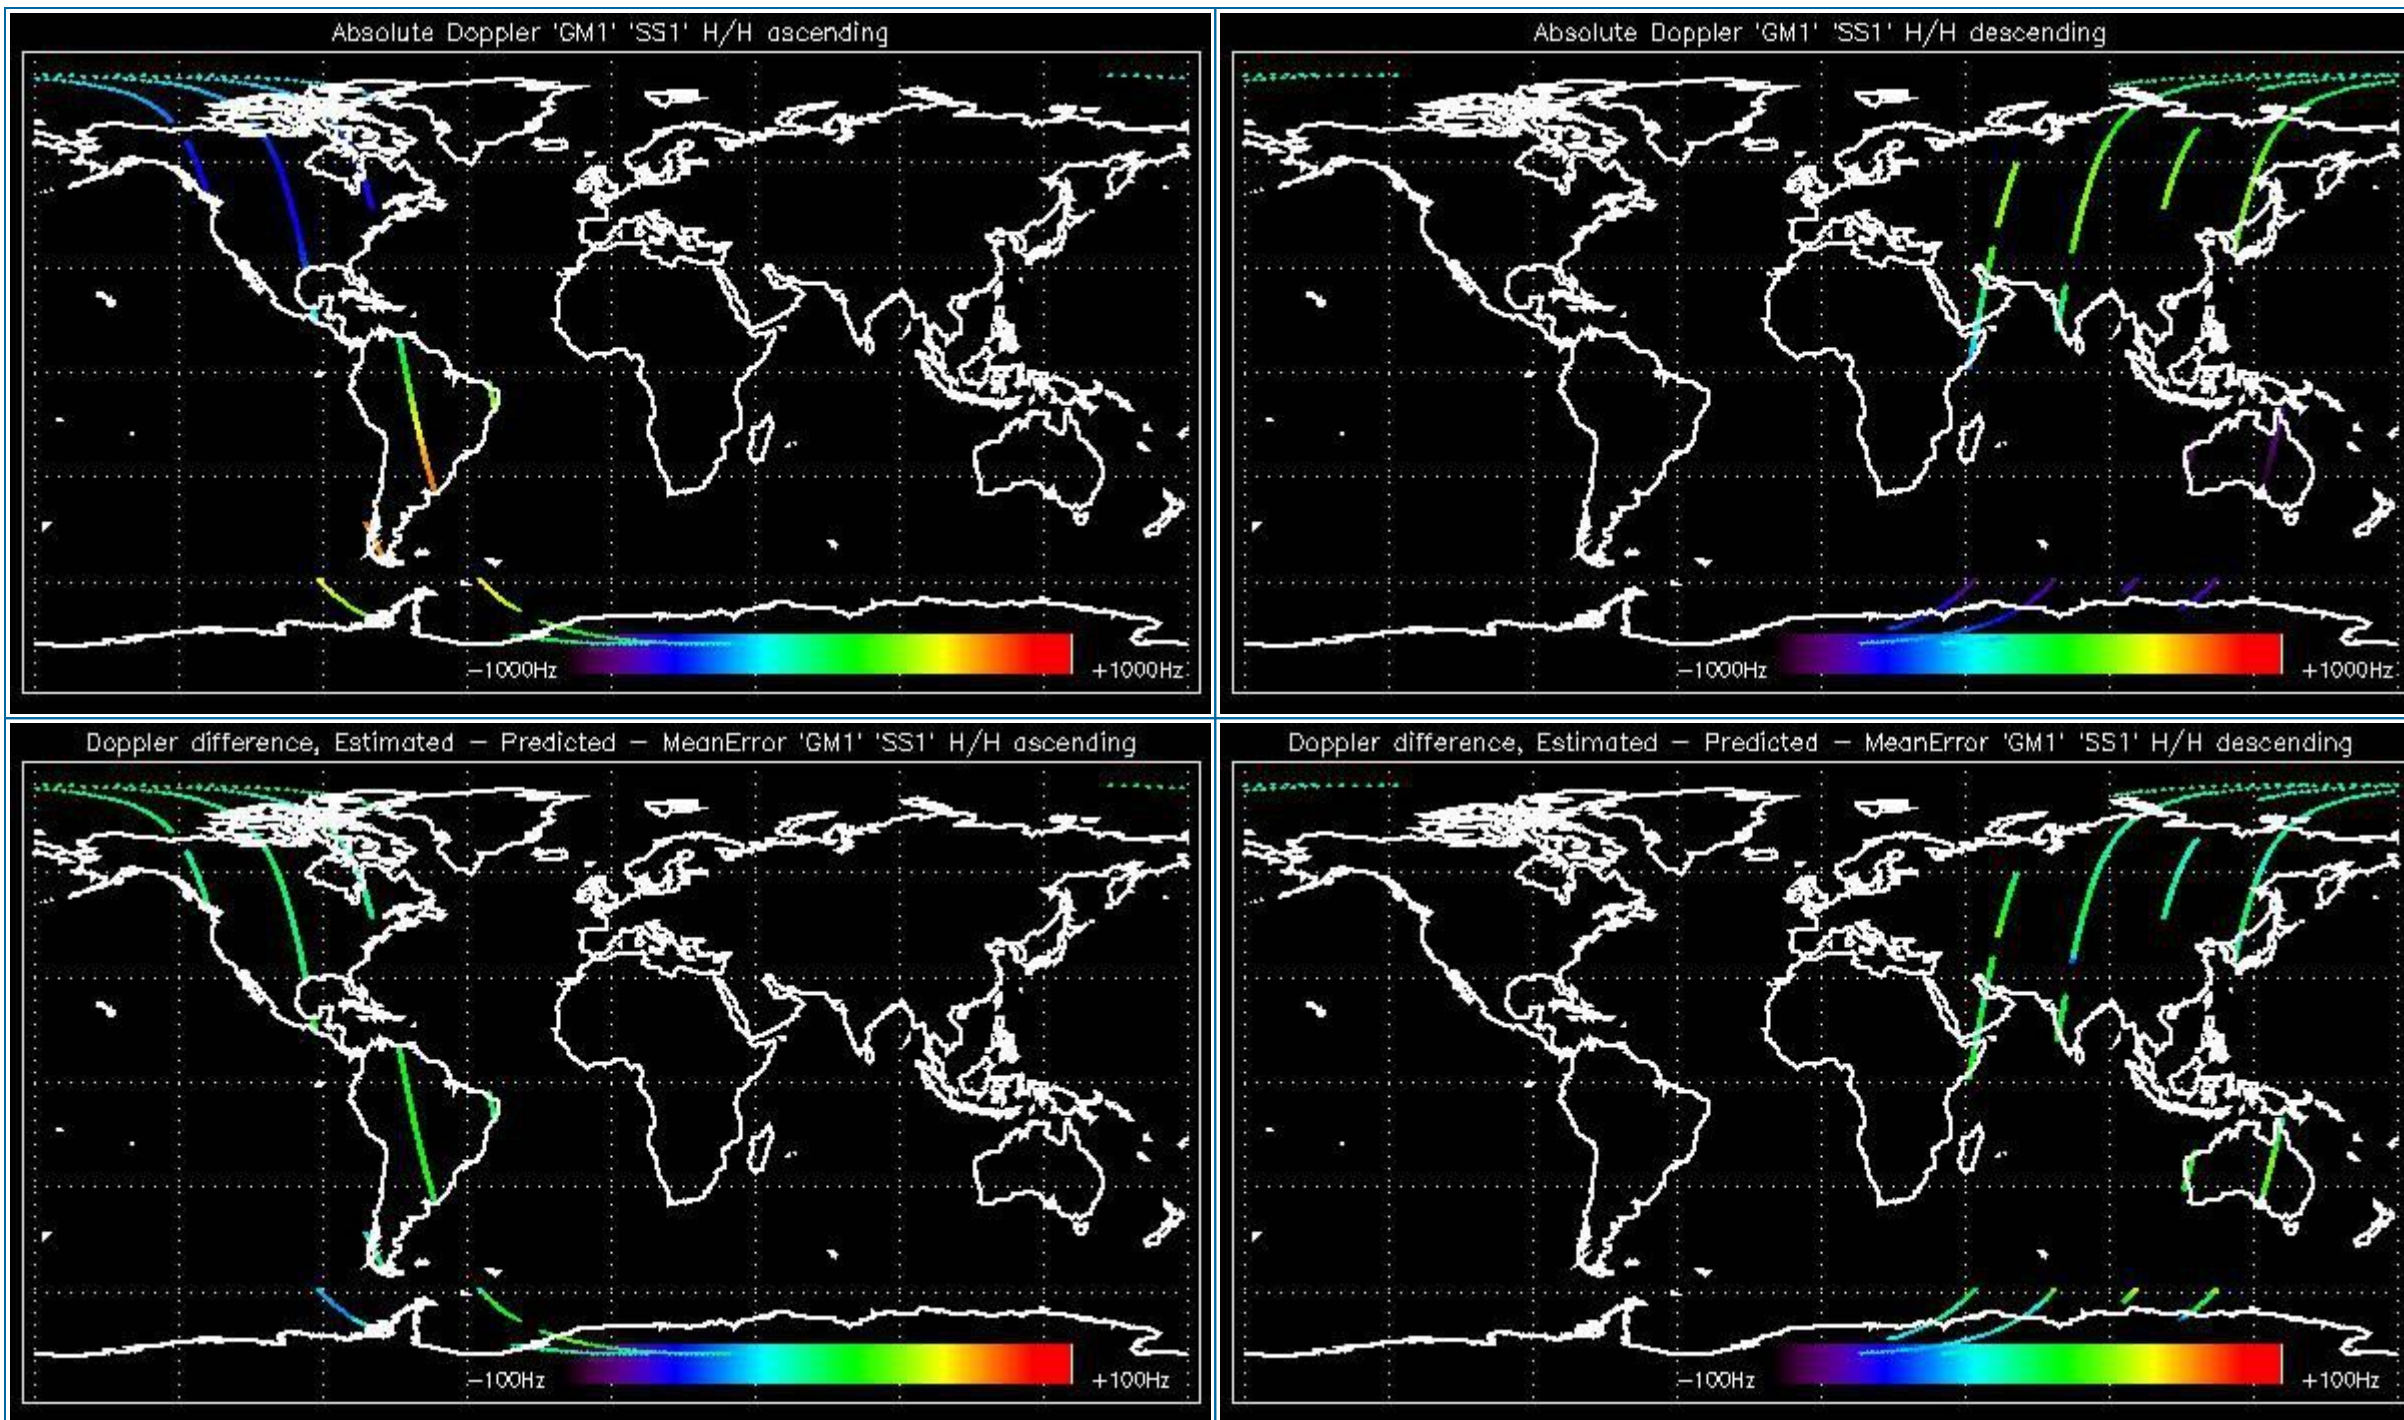 Absolute Doppler 'GM1' 'SS1' H/H ascending
−1000Hz
+1000Hz
Absolute Doppler 'GM1' 'SS1' H/H descending
−1000Hz
+1000Hz
Doppler difference, Estimated − Predicted − MeanError 'GM1' 'SS1' H/H ascending
−100Hz
+100Hz
Doppler difference, Estimated − Predicted − MeanError 'GM1' 'SS1' H/H descending
−100Hz
+100Hz